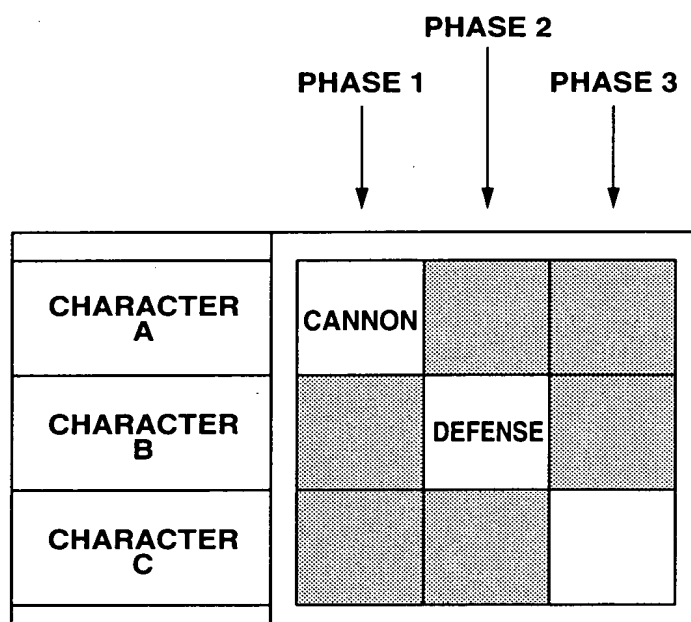 PHASE 2
PHASE 1
PHASE 3
CHARACTER
A
CANNON
CHARACTER
B
DEFENSE
CHARACTER
C